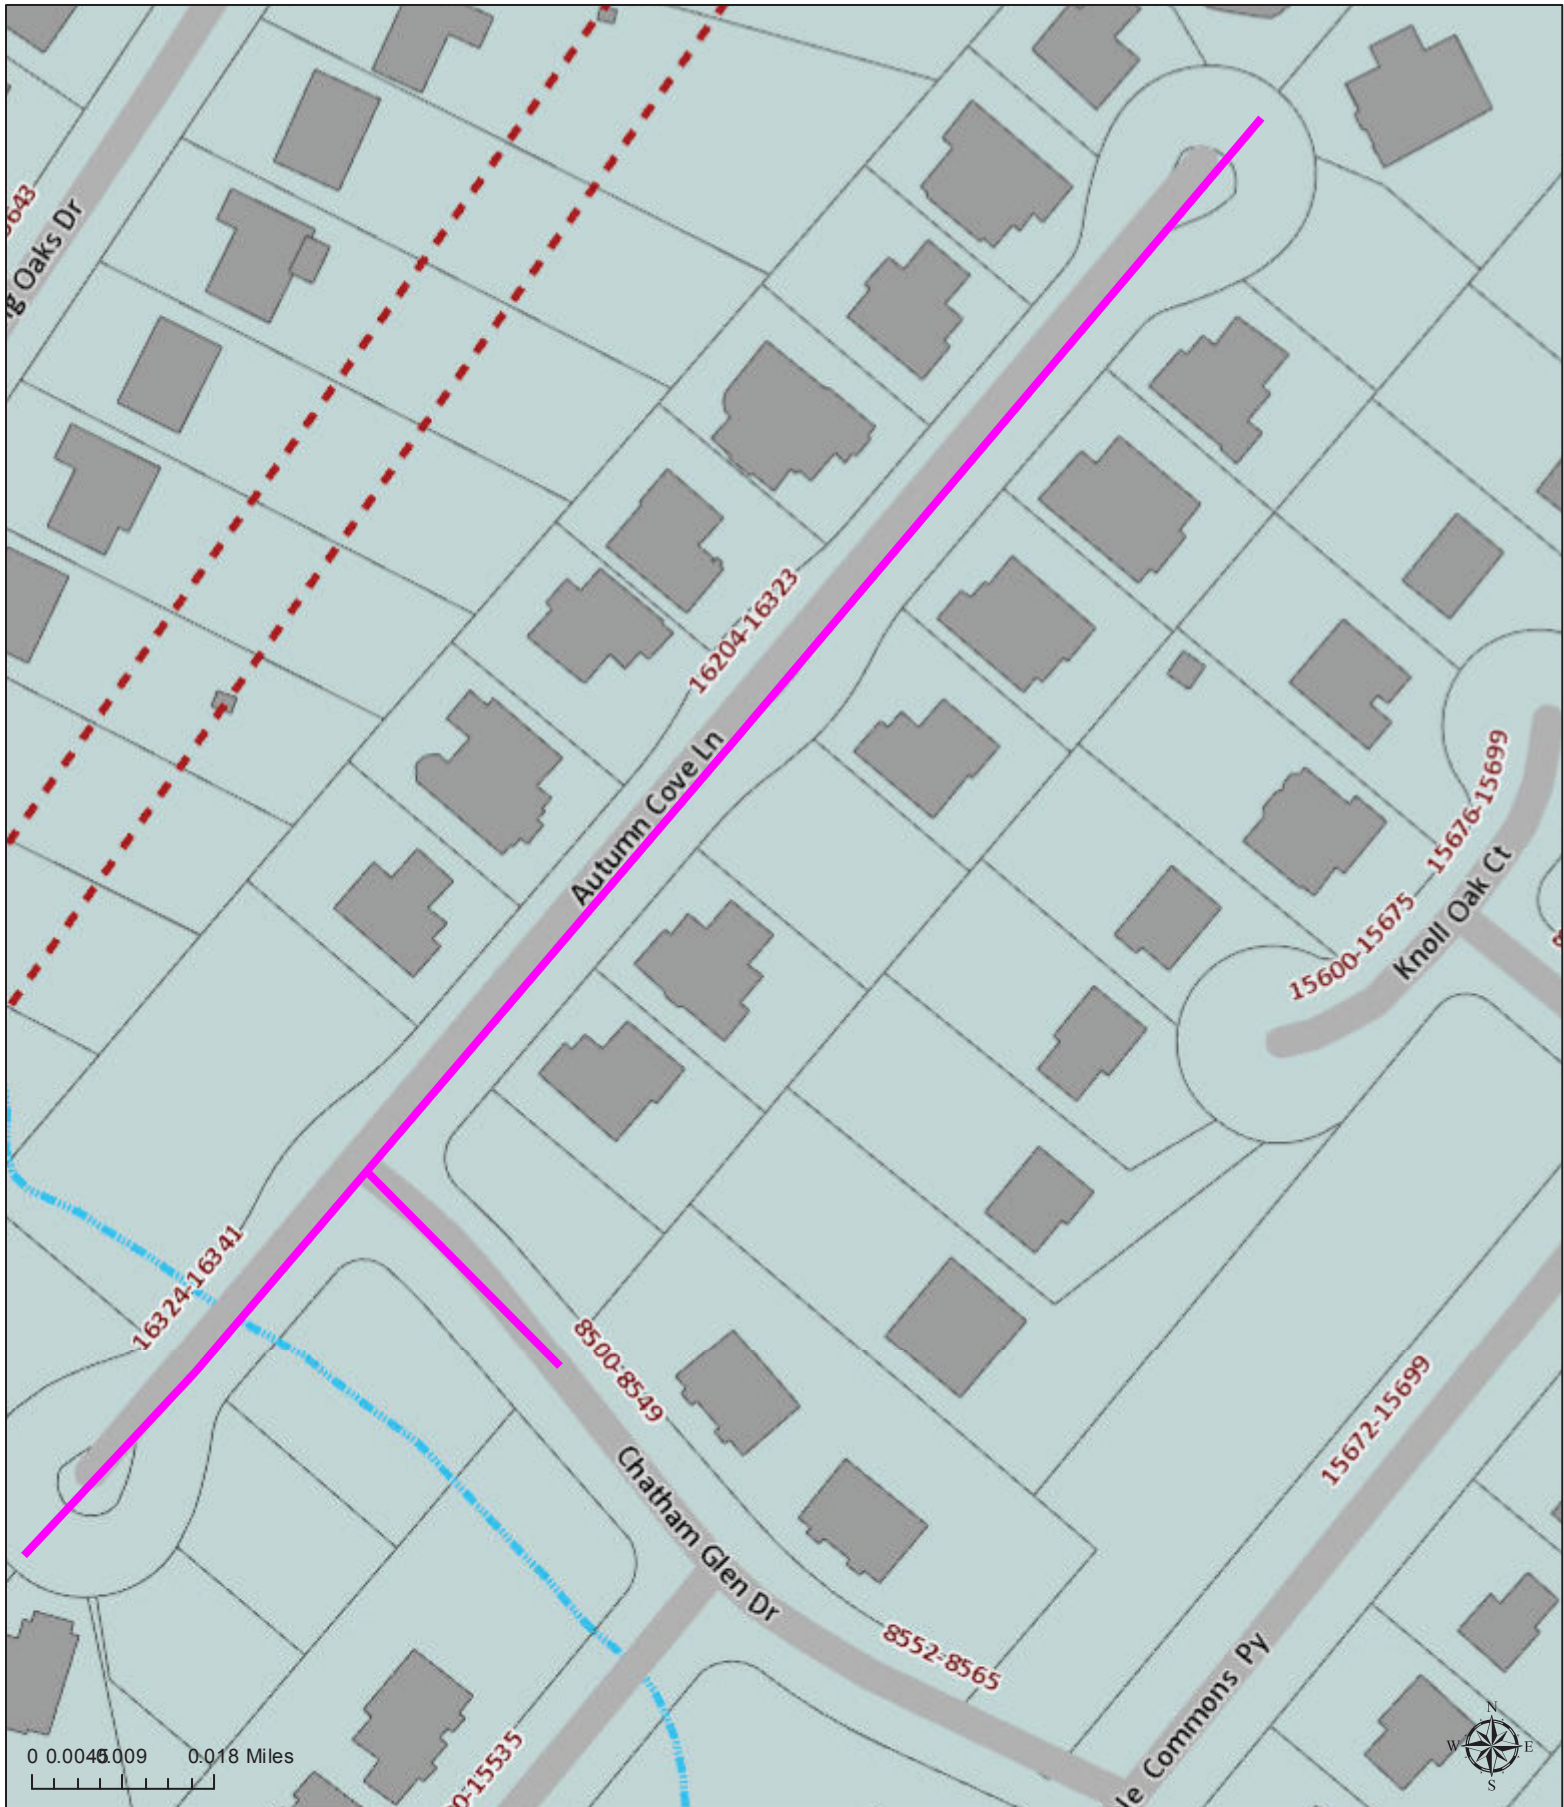 Oaks Dr
16204-16323
Autumn Cove Ln
15676-15699
15600-15675
Knoll Oak Ct
16324-16341
8500-8549
15672-15699
Chatham Glen Dr
8552-8565
Commons Py
N
W E
S
0 0.0045 0.009 0.018 Miles